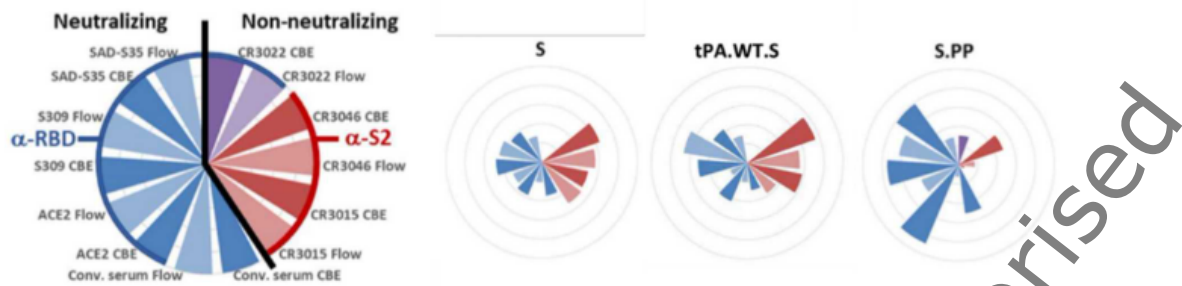 Neutralizing Non-neutralizing
SAD-S35 Flow CR3022 CBE
SAD-S35 CBE CR3022 Flow
S309 Flow CR3046 CBE
α-RBD α-S2
S309 CBE CR3046 Flow
ACE2 Flow CR3015 CBE
ACE2 CBE CR3015 Flow
Conv. serum Flow Conv. serum CBE
S
tPA.WT.S
S.PP